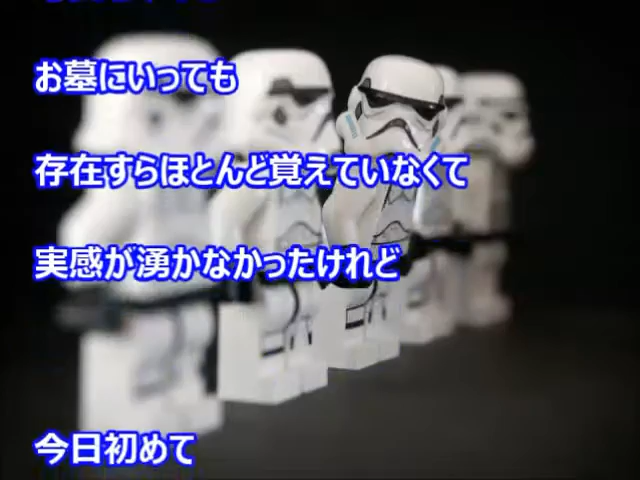 お墓にいっても
存在すらほとんど覚えていなくて
実感が湧かなかったけれど
今日初めて